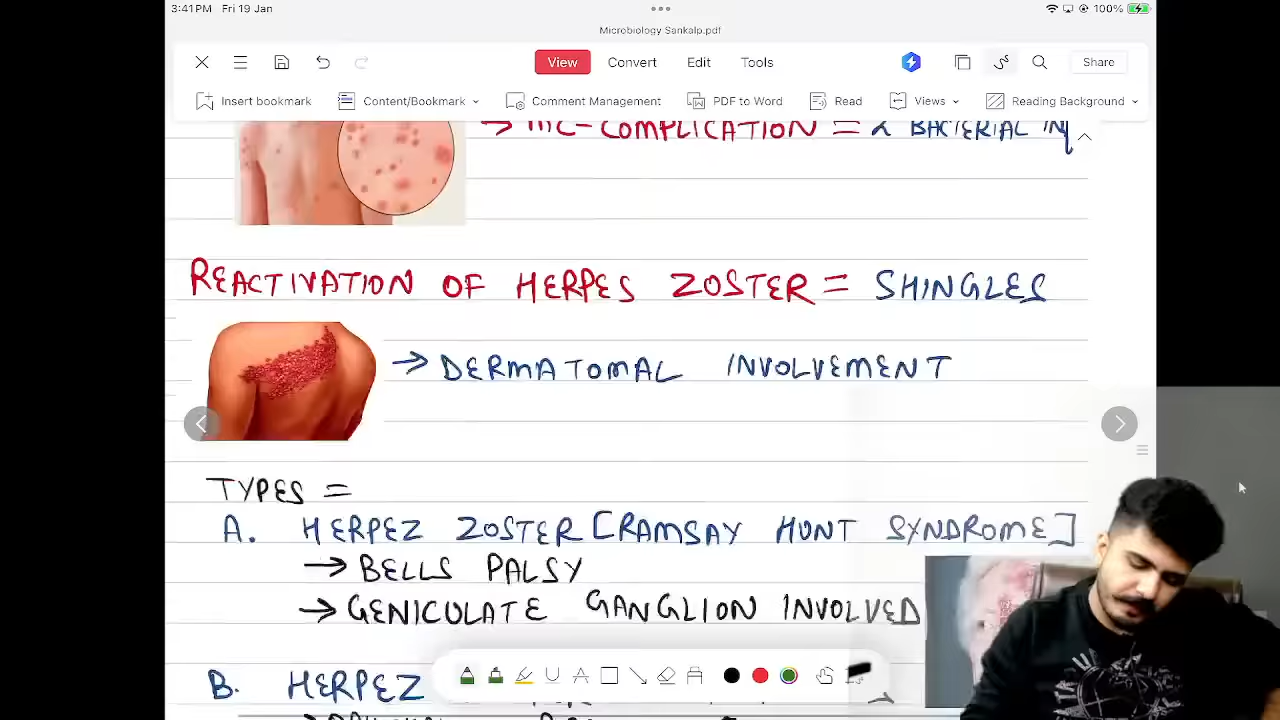 3:41 PM Fri 19 Jan
100%
Microbiology Sankalp.pdf
View Convert Edit Tools Share
Insert bookmark Content/Bookmark Comment Management PDF to Word Read Views Reading Background
COMPLICATION = BACTERIAL
REACTIVATION OF HERPES ZOSTER = SHINGLES
→ DERMATOMAL INVOLVEMENT
TYPES =
A. HERPEZ ZOSTER [RAMSAY HUNT SYNDROME]
→ BELLS PALSY
→ GENICULATE GANGLION INVOLVED
B. HERPEZ